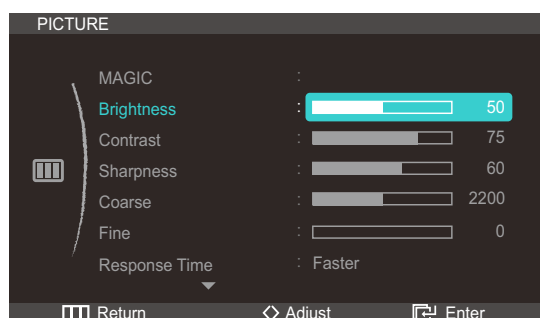 PICTURE
MAGIC :
Brightness : 50
Contrast : 75
Sharpness : 60
Coarse : 2200
Fine : 0
Response Time : Faster
Return Adjust Enter